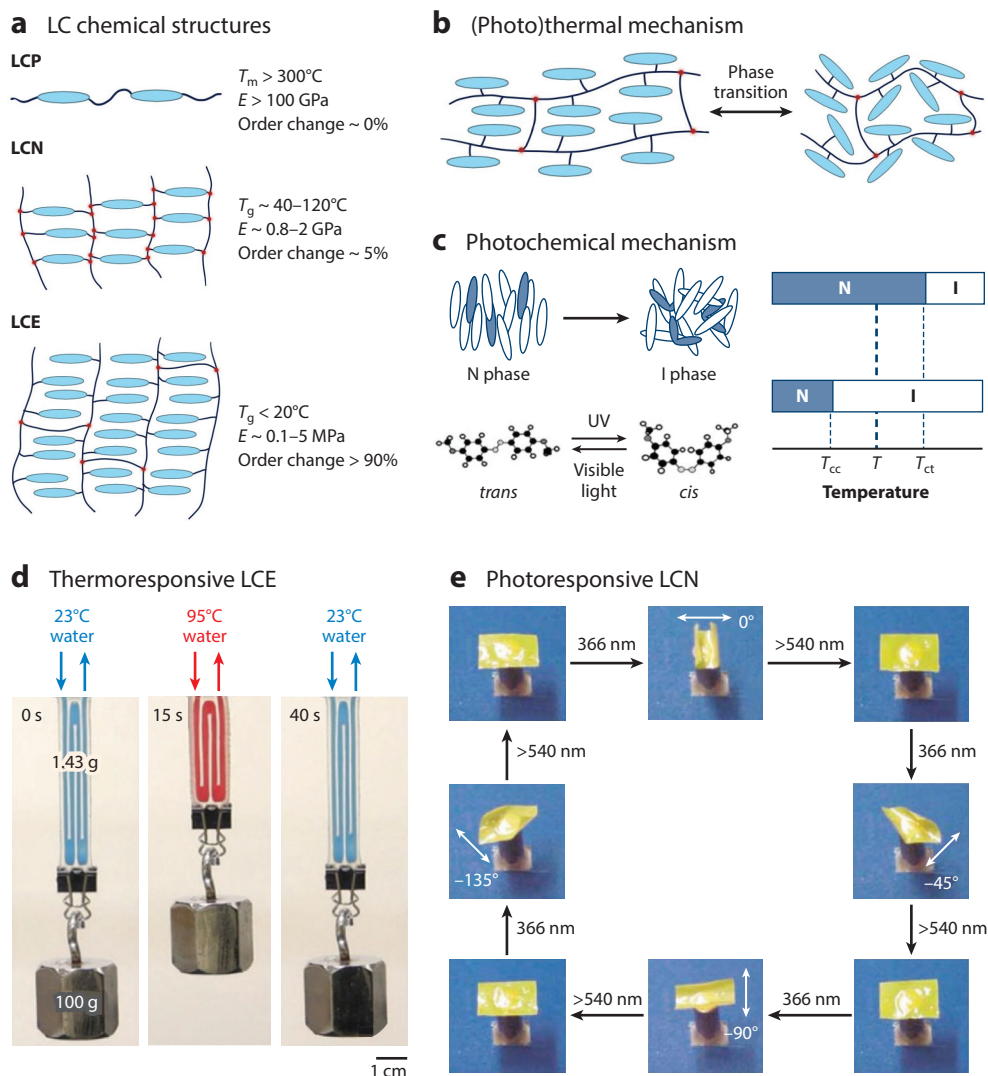 a LC chemical structures
LCP
Tm > 300°C
E > 100 GPa
Order change ~ 0%
LCN
Tg ~ 40–120°C
E ~ 0.8–2 GPa
Order change ~ 5%
LCE
Tg < 20°C
E ~ 0.1–5 MPa
Order change > 90%
b (Photo)thermal mechanism
Phase
transition
c Photochemical mechanism
N phase
I phase
UV
Visible
light
trans
cis
N
I
N
I
Tcc
T
Tct
Temperature
d Thermoresponsive LCE
23°C
water
95°C
water
23°C
water
0 s
15 s
40 s
1.43 g
100 g
1 cm
e Photoresponsive LCN
366 nm
0°
>540 nm
>540 nm
366 nm
–135°
–45°
366 nm
>540 nm
>540 nm
–90°
366 nm